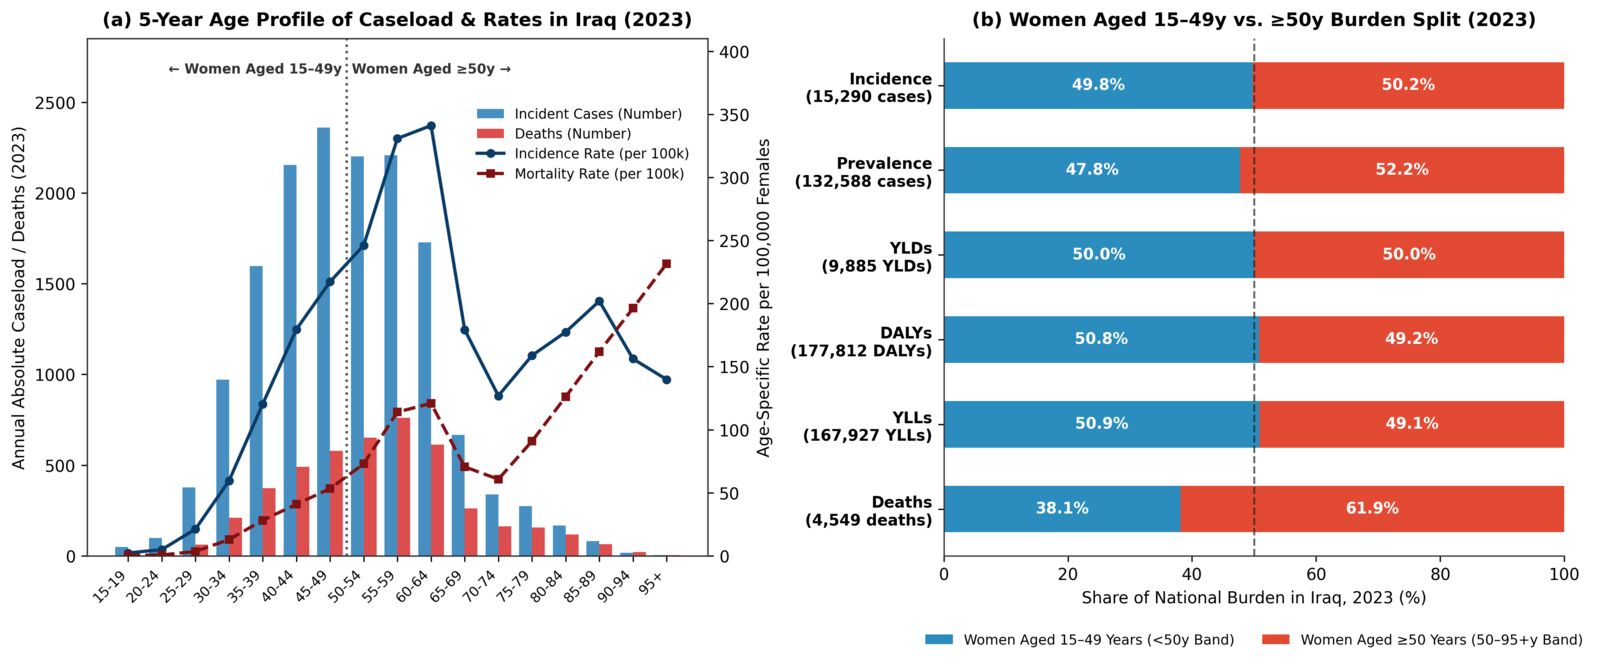 (a) 5-Year Age Profile of Caseload & Rates in Iraq (2023)
← Women Aged 15–49y
Women Aged ≥50y →
Incident Cases (Number)
Deaths (Number)
Incidence Rate (per 100k)
Mortality Rate (per 100k)
Annual Absolute Caseload / Deaths (2023)
2500
2000
1500
1000
500
0
400
350
300
250
200
150
100
50
0
Age-Specific Rate per 100,000 Females
15-19
20-24
25-29
30-34
35-39
40-44
45-49
50-54
55-59
60-64
65-69
70-74
75-79
80-84
85-89
90-94
95+
(b) Women Aged 15–49y vs. ≥50y Burden Split (2023)
Incidence
(15,290 cases)
49.8%
50.2%
Prevalence
(132,588 cases)
47.8%
52.2%
YLDs
(9,885 YLDs)
50.0%
50.0%
DALYs
(177,812 DALYs)
50.8%
49.2%
YLLs
(167,927 YLLs)
50.9%
49.1%
Deaths
(4,549 deaths)
38.1%
61.9%
0
20
40
60
80
100
Share of National Burden in Iraq, 2023 (%)
Women Aged 15–49 Years (<50y Band)
Women Aged ≥50 Years (50–95+y Band)